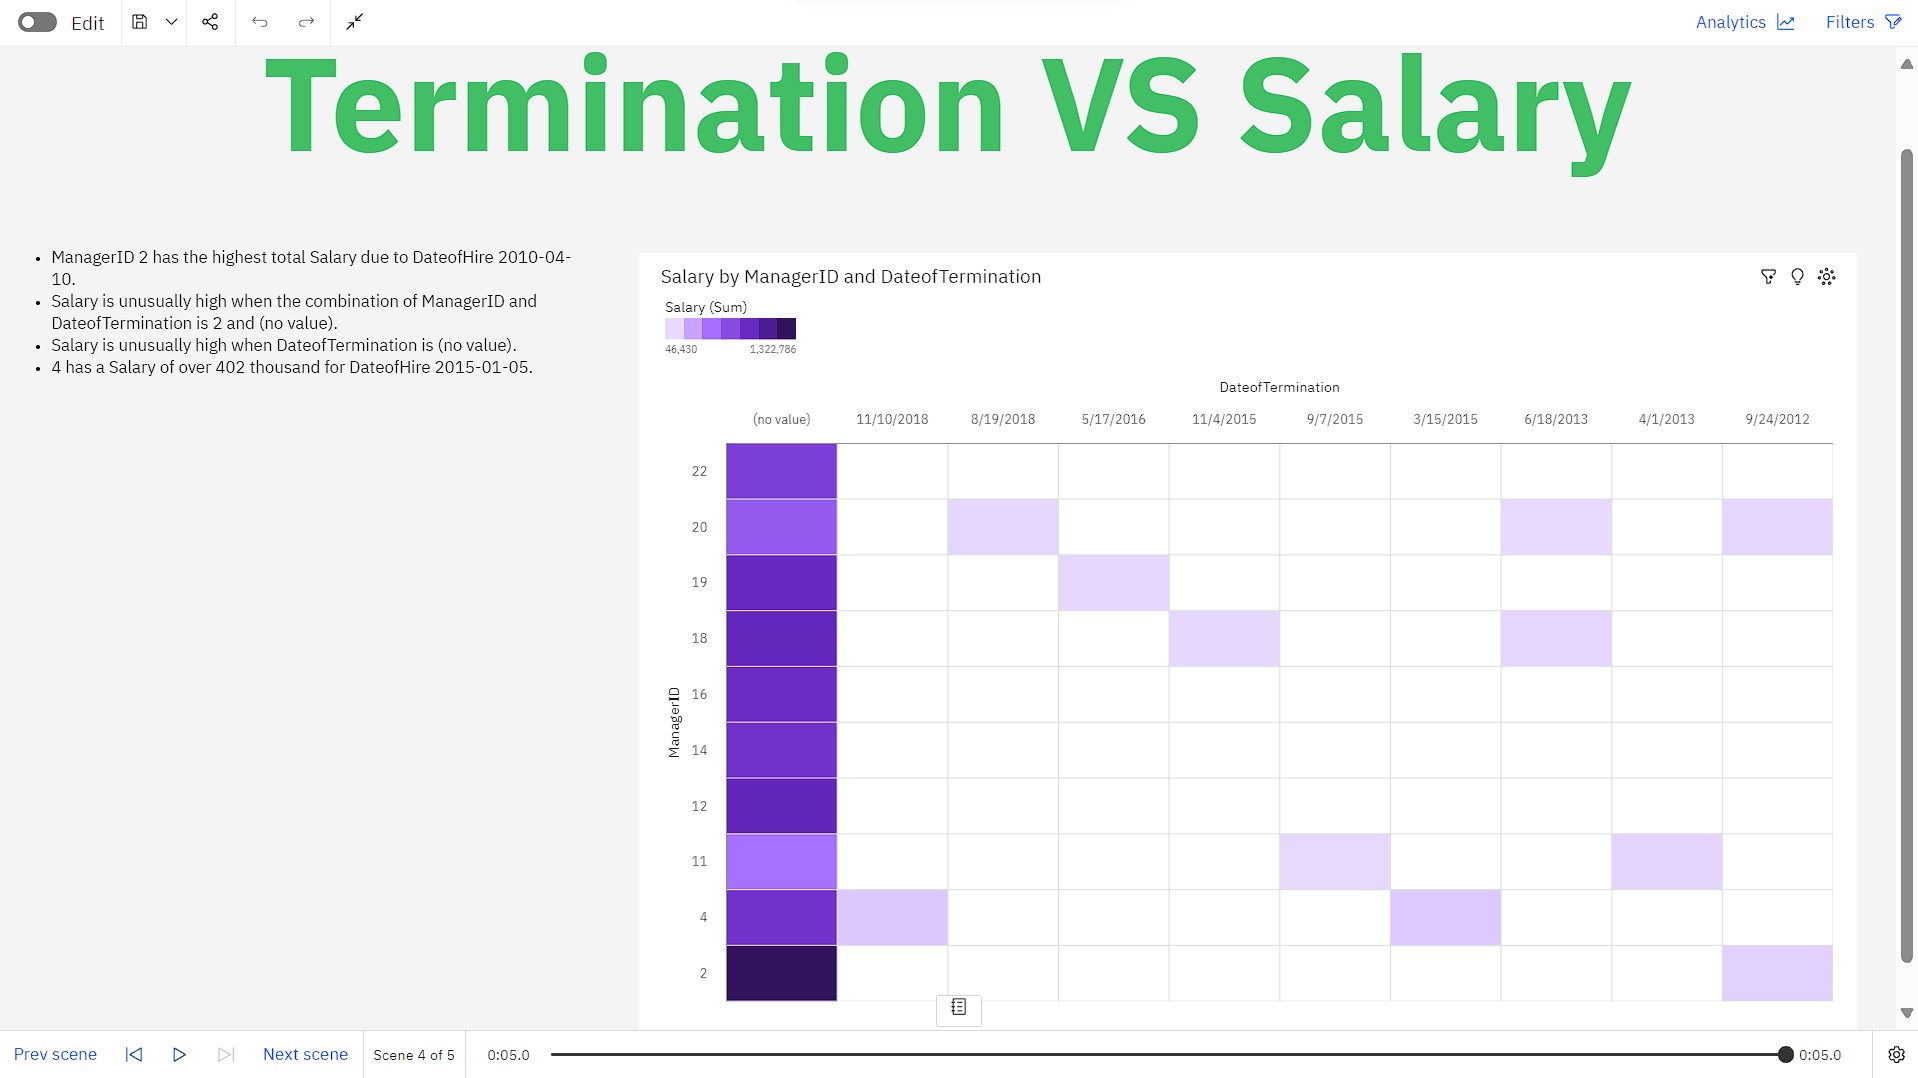 Edit
Analytics
Filters
Termination VS Salary
• ManagerID 2 has the highest total Salary due to DateofHire 2010-04-
10.
• Salary is unusually high when the combination of ManagerID and
DateofTermination is 2 and (no value).
• Salary is unusually high when DateofTermination is (no value).
• 4 has a Salary of over 402 thousand for DateofHire 2015-01-05.
Salary by ManagerID and DateofTermination
Salary (Sum)
46,430 1,322,786
DateofTermination
(no value) 11/10/2018 8/19/2018 5/17/2016 11/4/2015 9/7/2015 3/15/2015 6/18/2013 4/1/2013 9/24/2012
ManagerID
22
20
19
18
16
14
12
11
4
2
Prev scene Next scene Scene 4 of 5 0:05.0 0:05.0